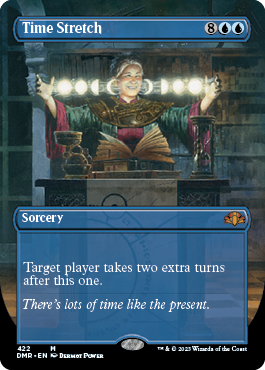 Time Stretch 8
Sorcery
Target player takes two extra turns
after this one.
There's lots of time like the present.
422 M
DMR • EN Dermot Power
™ & © 2023 Wizards of the Coast